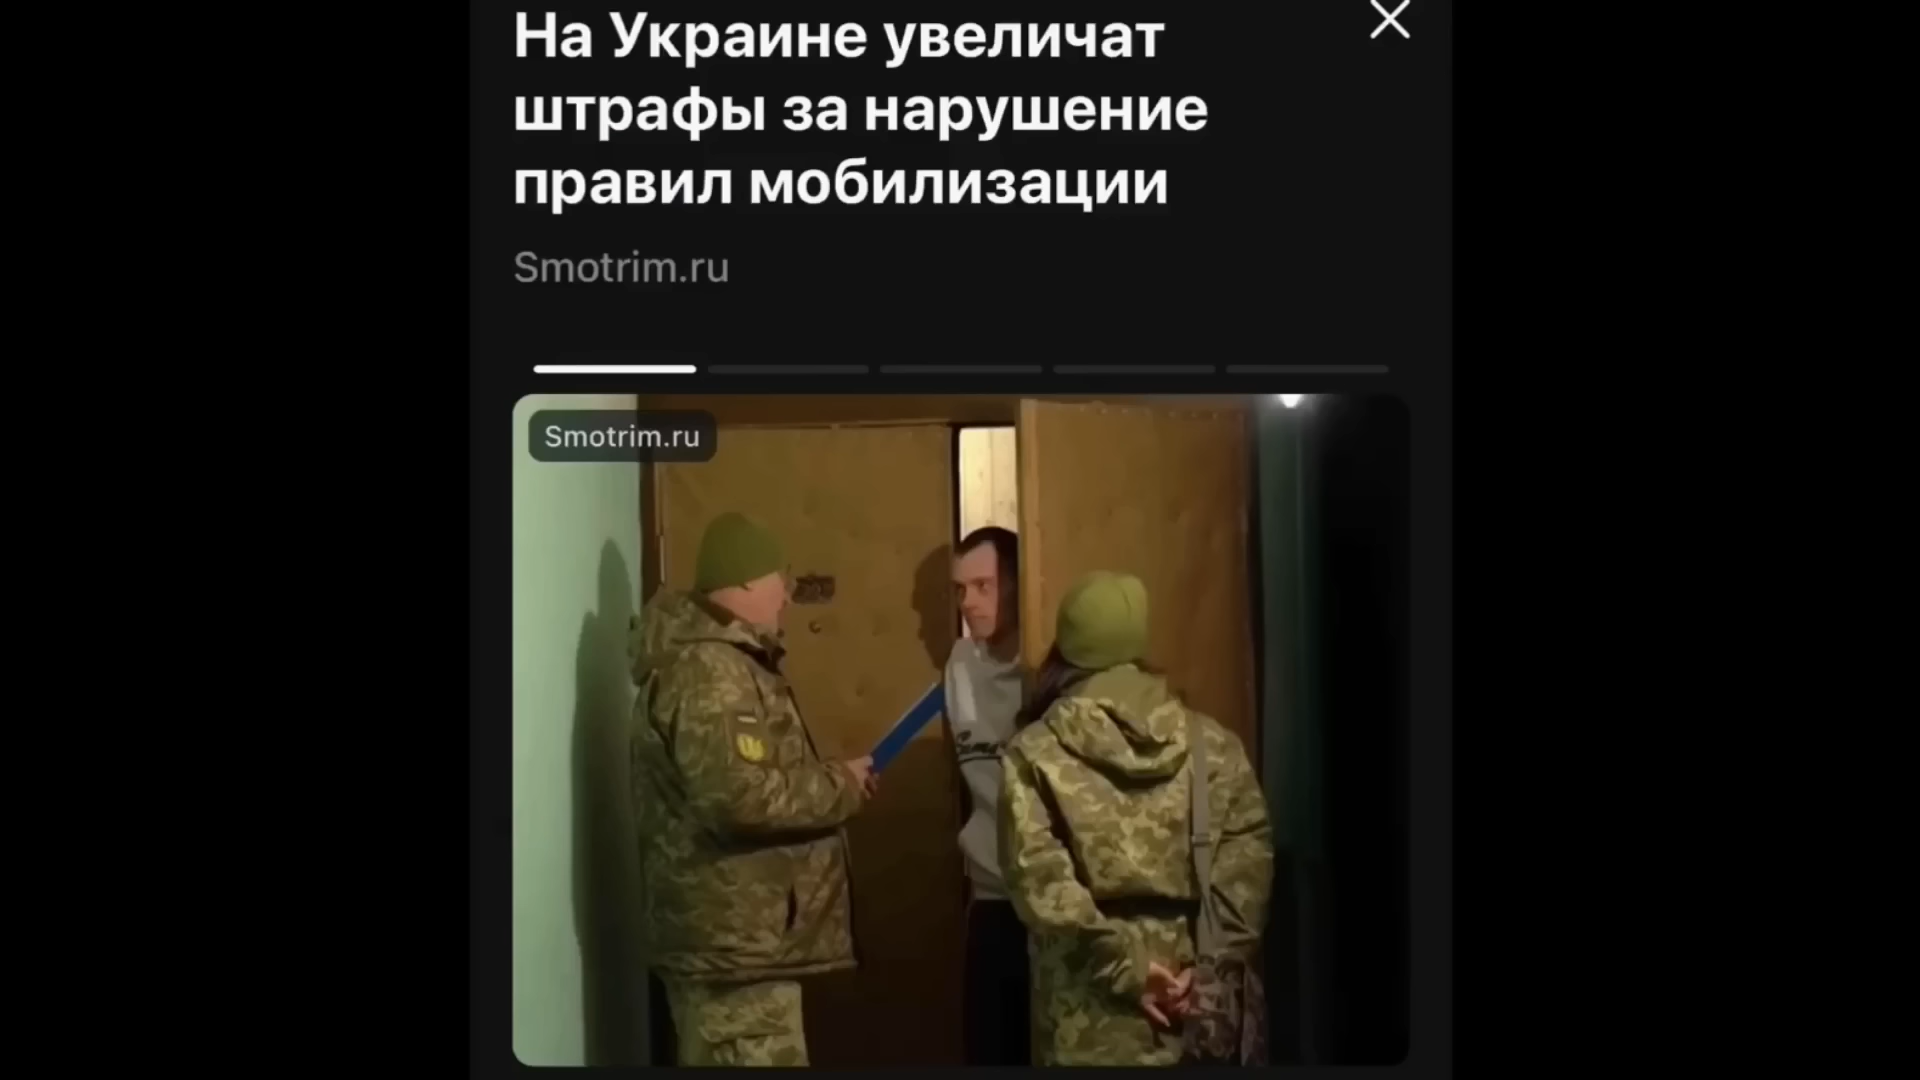 На Украине увеличат
штрафы за нарушение
правил мобилизации
Smotrim.ru
Smotrim.ru